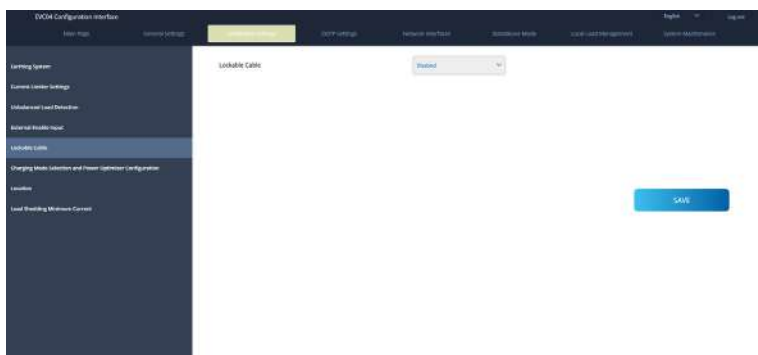 EVC04 Configuration Interface
English
Log out
Main Page
General Settings
Installation Settings
OCPP Settings
Network Interfaces
Standalone Mode
Local Load Management
System Maintenance
Earthing System
Current Limiter Settings
Unbalanced Load Detection
External Enable Input
Lockable Cable
Charging Mode Selection and Power Optimizer Configuration
Location
Load Shedding Minimum Current
Lockable Cable
SAVE